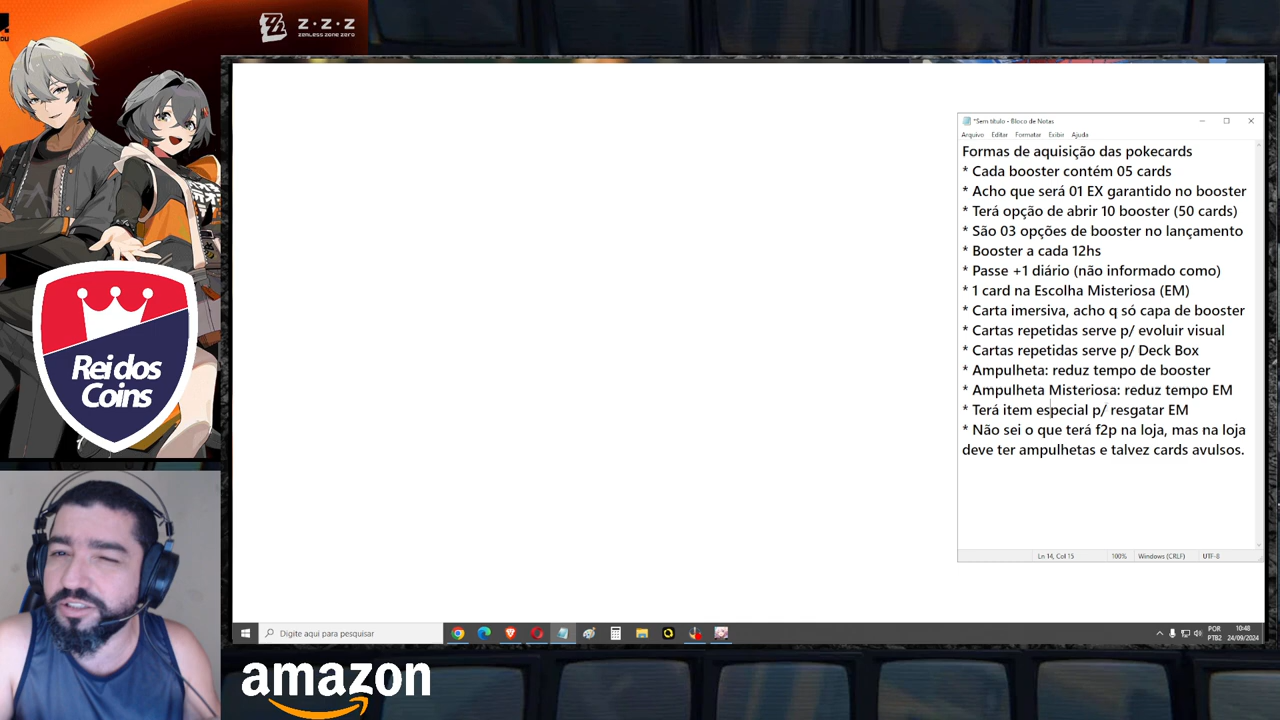 Z·Z·Z
ZENLESS ZONE ZERO
*Sem título - Bloco de Notas
Arquivo Editar Formatar Exibir Ajuda
Formas de aquisição das pokecards
* Cada booster contém 05 cards
* Acho que será 01 EX garantido no booster
* Terá opção de abrir 10 booster (50 cards)
* São 03 opções de booster no lançamento
* Booster a cada 12hs
* Passe +1 diário (não informado como)
* 1 card na Escolha Misteriosa (EM)
* Carta imersiva, acho q só capa de booster
* Cartas repetidas serve p/ evoluir visual
* Cartas repetidas serve p/ Deck Box
* Ampulheta: reduz tempo de booster
* Ampulheta Misteriosa: reduz tempo EM
* Terá item especial p/ resgatar EM
* Não sei o que terá f2p na loja, mas na loja
deve ter ampulhetas e talvez cards avulsos.
Ln 14, Col 15 100% Windows (CRLF) UTF-8
Rei dos
Coins
Digite aqui para pesquisar
POR
PTB2
10:48
24/09/2024
amazon